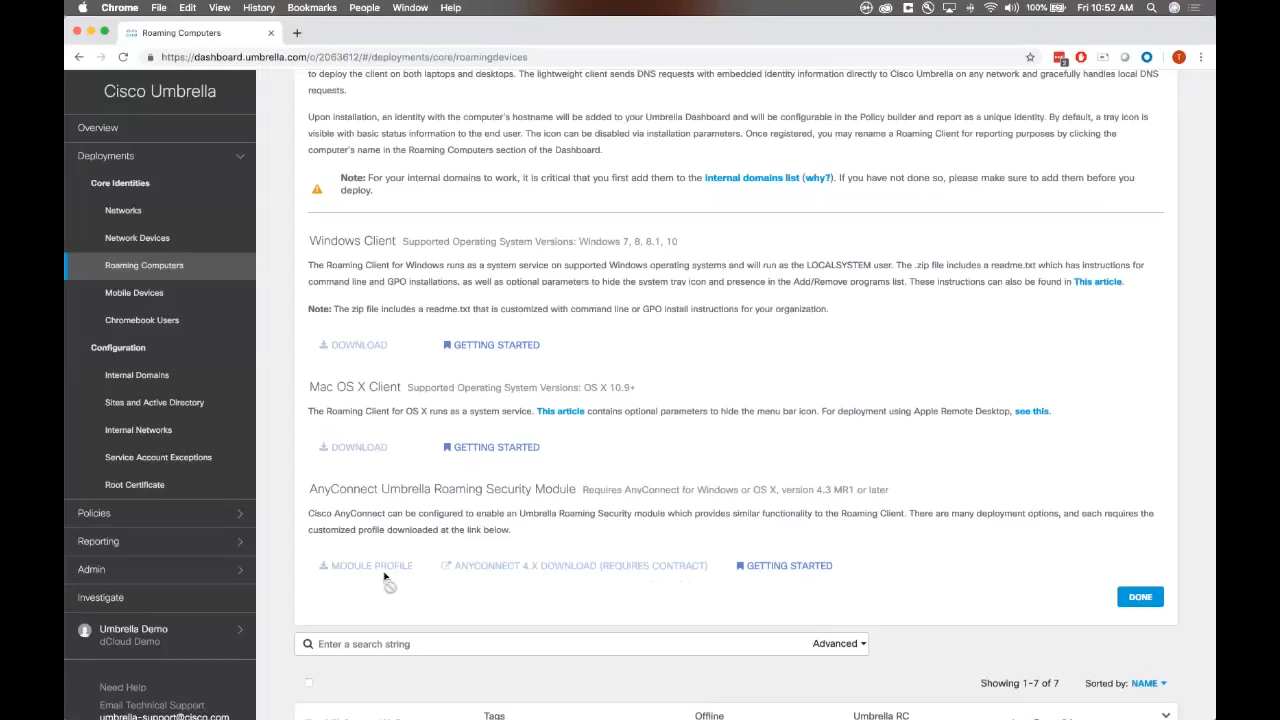 Chrome File Edit View History Bookmarks People Window Help 100% Fri 10:52 AM
Roaming Computers
https://dashboard.umbrella.com/o/2063612/#/deployments/core/roamingdevices
2
T
Cisco Umbrella
Overview
Deployments
Core Identities
Networks
Network Devices
Roaming Computers
Mobile Devices
Chromebook Users
Configuration
Internal Domains
Sites and Active Directory
Internal Networks
Service Account Exceptions
Root Certificate
Policies
Reporting
Admin
Investigate
Umbrella Demo
dCloud Demo
Need Help
Email Technical Support
umbrella-support@cisco.com
to deploy the client on both laptops and desktops. The lightweight client sends DNS requests with embedded identity information directly to Cisco Umbrella on any network and gracefully handles local DNS
requests.
Upon installation, an identity with the computer's hostname will be added to your Umbrella Dashboard and will be configurable in the Policy builder and report as a unique identity. By default, a tray icon is
visible with basic status information to the end user. The icon can be disabled via installation parameters. Once registered, you may rename a Roaming Client for reporting purposes by clicking the
computer's name in the Roaming Computers section of the Dashboard.
Note: For your internal domains to work, it is critical that you first add them to the internal domains list (why?). If you have not done so, please make sure to add them before you
deploy.
Windows Client Supported Operating System Versions: Windows 7, 8, 8.1, 10
The Roaming Client for Windows runs as a system service on supported Windows operating systems and will run as the LOCALSYSTEM user. The .zip file includes a readme.txt which has instructions for
command line and GPO installations, as well as optional parameters to hide the system tray icon and presence in the Add/Remove programs list. These instructions can also be found in This article.
Note: The zip file includes a readme.txt that is customized with command line or GPO install instructions for your organization.
DOWNLOAD GETTING STARTED
Mac OS X Client Supported Operating System Versions: OS X 10.9+
The Roaming Client for OS X runs as a system service. This article contains optional parameters to hide the menu bar icon. For deployment using Apple Remote Desktop, see this.
DOWNLOAD GETTING STARTED
AnyConnect Umbrella Roaming Security Module Requires AnyConnect for Windows or OS X, version 4.3 MR1 or later
Cisco AnyConnect can be configured to enable an Umbrella Roaming Security module which provides similar functionality to the Roaming Client. There are many deployment options, and each requires the
customized profile downloaded at the link below.
MODULE PROFILE ANYCONNECT 4.X DOWNLOAD (REQUIRES CONTRACT) GETTING STARTED
DONE
Enter a search string Advanced
Showing 1-7 of 7 Sorted by: NAME
Tags Offline Umbrella RC